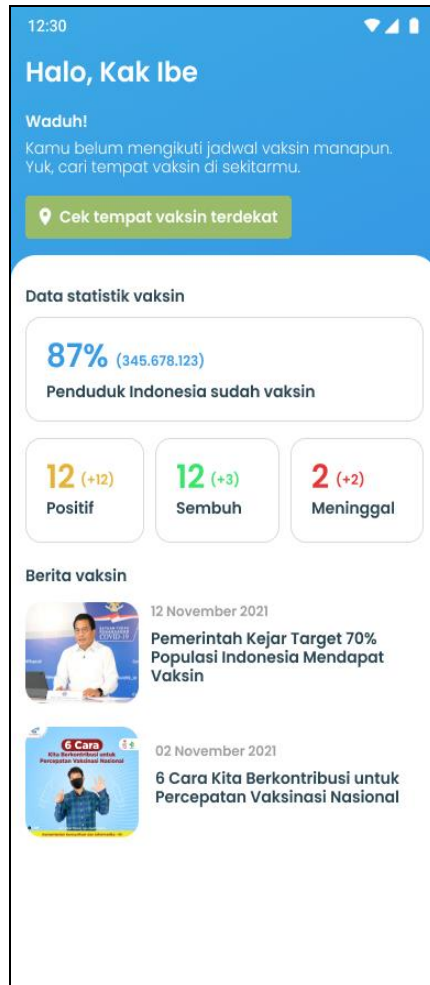 12:30
Halo, Kak Ibe
Waduh!
Kamu belum mengikuti jadwal vaksin manapun.
Yuk, cari tempat vaksin di sekitarmu.
Cek tempat vaksin terdekat
Data statistik vaksin
87% (345.678.123)
Penduduk Indonesia sudah vaksin
12 (+12)
Positif
12 (+3)
Sembuh
2 (+2)
Meninggal
Berita vaksin
COVID-19
12 November 2021
Pemerintah Kejar Target 70%
Populasi Indonesia Mendapat
Vaksin
6 Cara
Kita Berkontribusi untuk
Percepatan Vaksinasi Nasional
02 November 2021
6 Cara Kita Berkontribusi untuk
Percepatan Vaksinasi Nasional